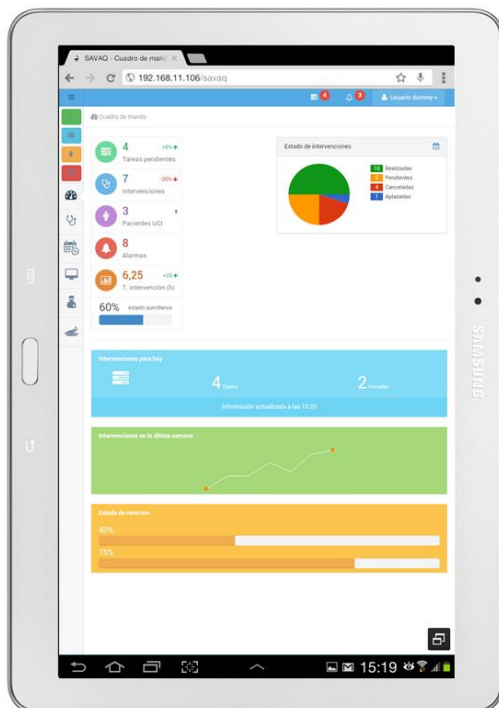 SAVAQ - Cuadro de mand
192.168.11.106/savaq
4
3
Usuario dummy
Cuadro de mando
4
+8%
Tareas pendientes
7
-20%
Intervenciones
3
Pacientes UCI
8
Alarmas
6,25
+25
T. intervención (h)
60%
estado quirófanos
Estado de intervenciones
10 Realizadas
Pendientes
4 Canceladas
1 Aplazadas
Intervenciones para hoy
4 Espera
2 Iniciadas
Información actualizada a las 15:20
Intervenciones en la última semana
Estado de recursos
40%
75%
15:19
SAMSUNG